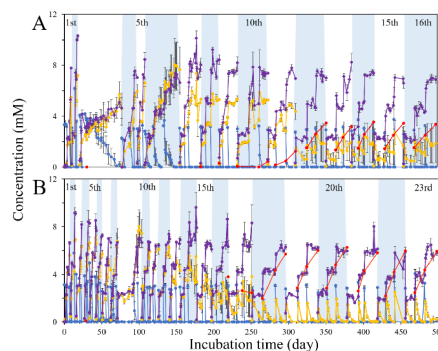 A
1st 5th 10th 15th 16th
12
8
4
0
B
1st 5th 10th 15th 20th 23rd
12
8
4
0
0 50 100 150 200 250 300 350 400 450 500
Concentration (mM)
Incubation time (day)